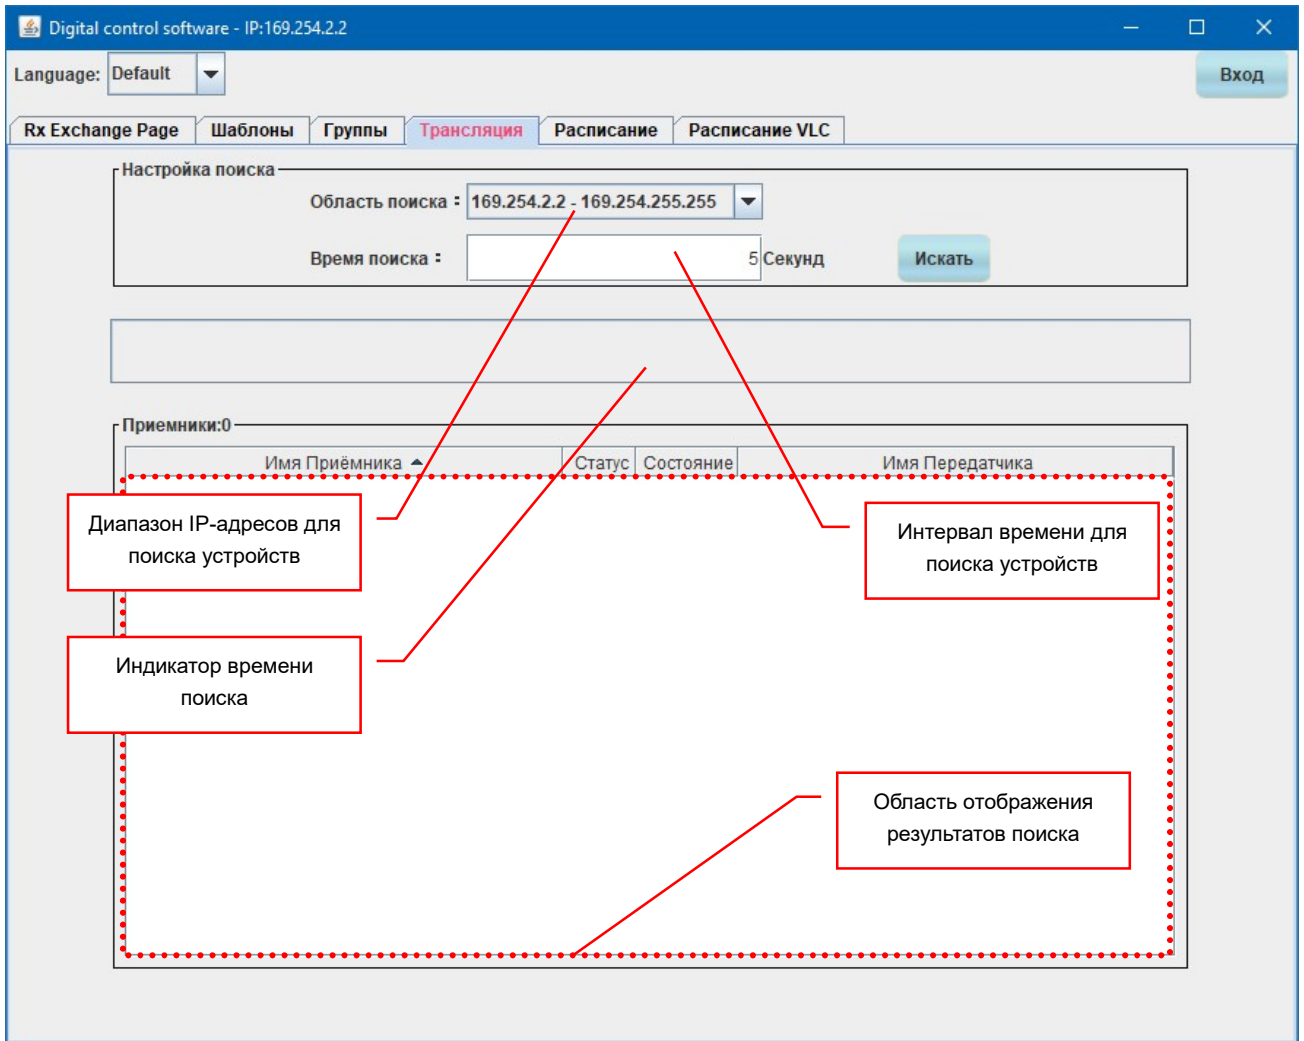 Digital control software - IP:169.254.2.2
Language: Default
Вход
Rx Exchange Page Шаблоны Группы Трансляция Расписание Расписание VLC
Настройка поиска
Область поиска : 169.254.2.2 - 169.254.255.255
Время поиска : 5 Секунд Искать
Приемники:0
Имя Приёмника Статус Состояние Имя Передатчика
Диапазон IP-адресов для
поиска устройств
Интервал времени для
поиска устройств
Индикатор времени
поиска
Область отображения
результатов поиска